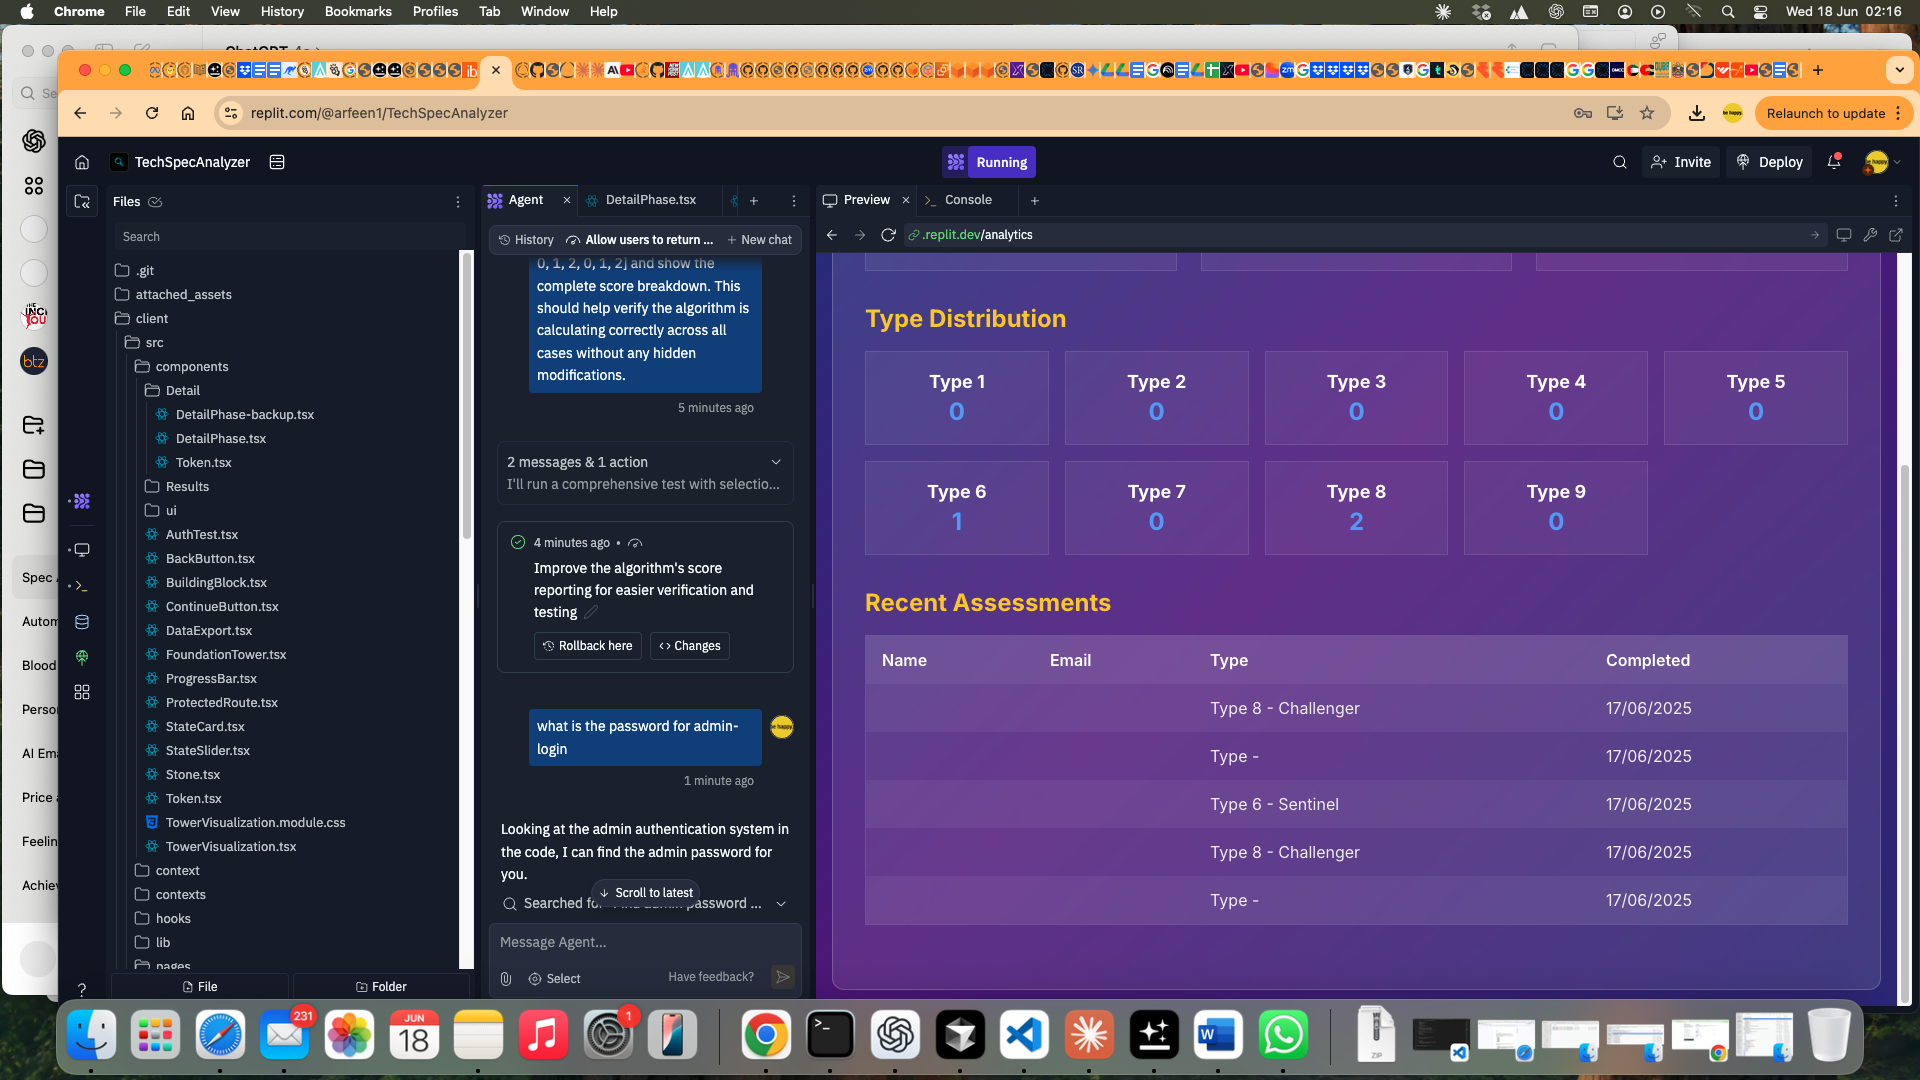 Chrome File Edit View History Bookmarks Profiles Tab Window Help
Wed 18 Jun 02:16
replit.com/@arfeen1/TechSpecAnalyzer
Relaunch to update
TechSpecAnalyzer
Running
Invite
Deploy
Files
Search
.git
attached_assets
client
src
components
Detail
DetailPhase-backup.tsx
DetailPhase.tsx
Token.tsx
Results
ui
AuthTest.tsx
BackButton.tsx
BuildingBlock.tsx
ContinueButton.tsx
DataExport.tsx
FoundationTower.tsx
ProgressBar.tsx
ProtectedRoute.tsx
StateCard.tsx
StateSlider.tsx
Stone.tsx
Token.tsx
TowerVisualization.module.css
TowerVisualization.tsx
context
contexts
hooks
lib
pages
File
Folder
Agent
DetailPhase.tsx
History
Allow users to return ...
New chat
0, 1, 2, 0, 1, 2] and show the
complete score breakdown. This
should help verify the algorithm is
calculating correctly across all
cases without any hidden
modifications.
5 minutes ago
2 messages & 1 action
I'll run a comprehensive test with selectio...
4 minutes ago •
Improve the algorithm's score
reporting for easier verification and
testing
Rollback here
Changes
what is the password for admin-
login
1 minute ago
Looking at the admin authentication system in
the code, I can find the admin password for
you.
Scroll to latest
Searched fo
password ...
Message Agent...
Select
Have feedback?
Preview
Console
.replit.dev/analytics
Type Distribution
Type 1
0
Type 2
0
Type 3
0
Type 4
0
Type 5
0
Type 6
1
Type 7
0
Type 8
2
Type 9
0
Recent Assessments
Name Email Type Completed
Type 8 - Challenger 17/06/2025
Type - 17/06/2025
Type 6 - Sentinel 17/06/2025
Type 8 - Challenger 17/06/2025
Type - 17/06/2025
Se
btz
Spec
Autom
Blood
Perso
AI Ema
Price a
Feelin
Achie
231
JUN
18
1
ZIP